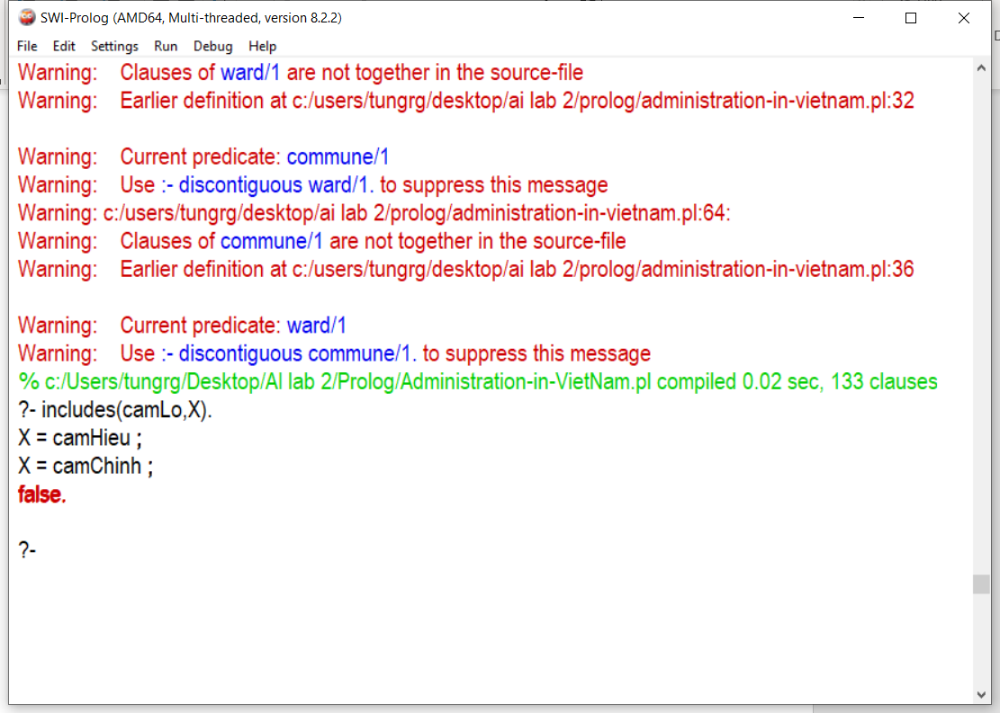 SWI-Prolog (AMD64, Multi-threaded, version 8.2.2)
File Edit Settings Run Debug Help
Warning:    Clauses of ward/1 are not together in the source-file
Warning:    Earlier definition at c:/users/tungrg/desktop/ai lab 2/prolog/administration-in-vietnam.pl:32
Warning:    Current predicate: commune/1
Warning:    Use :- discontiguous ward/1. to suppress this message
Warning: c:/users/tungrg/desktop/ai lab 2/prolog/administration-in-vietnam.pl:64:
Warning:    Clauses of commune/1 are not together in the source-file
Warning:    Earlier definition at c:/users/tungrg/desktop/ai lab 2/prolog/administration-in-vietnam.pl:36
Warning:    Current predicate: ward/1
Warning:    Use :- discontiguous commune/1. to suppress this message
% c:/Users/tungrg/Desktop/AI lab 2/Prolog/Administration-in-VietNam.pl compiled 0.02 sec, 133 clauses
?- includes(camLo,X).
X = camHieu ;
X = camChinh ;
false.
?-